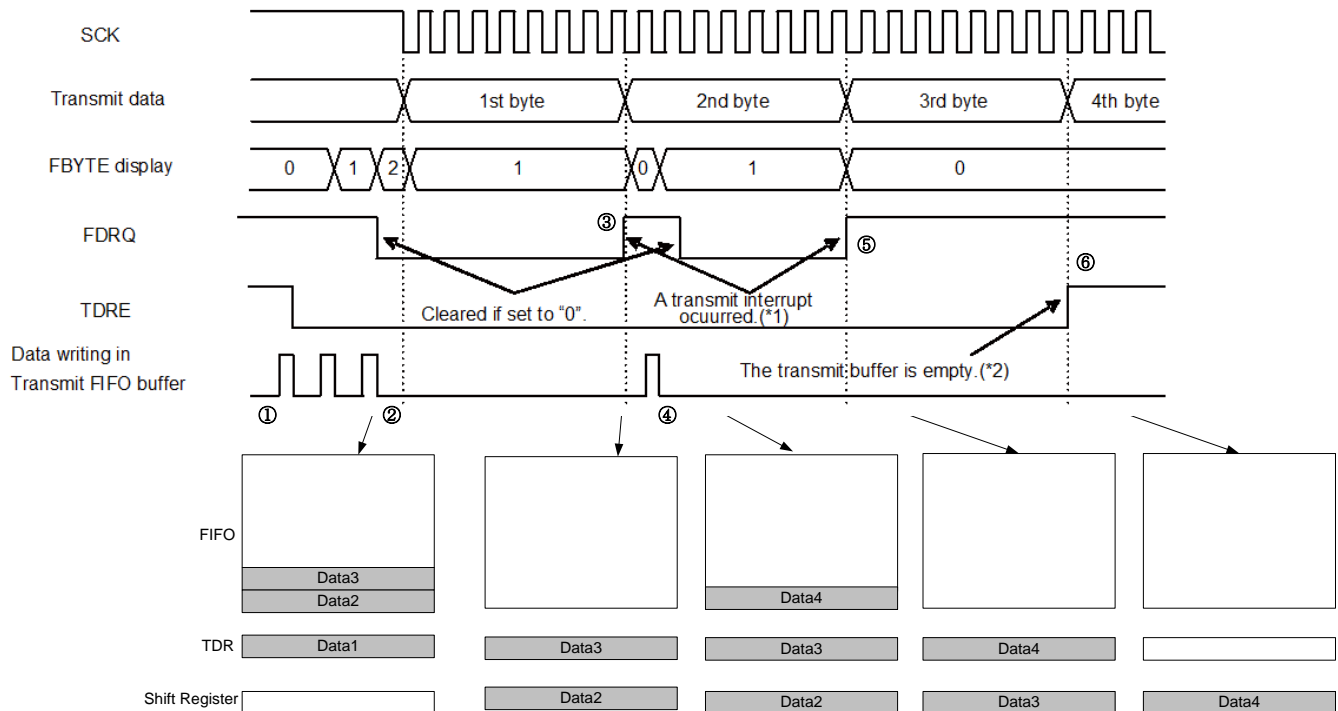 SCK
Transmit data
1st byte
2nd byte
3rd byte
4th byte
FBYTE display
0
1
2
1
0
1
0
FDRQ
③
⑤
⑥
Cleared if set to “0”.
A transmit interrupt
ocuurred.(*1)
TDRE
Data writing in
Transmit FIFO buffer
The transmit buffer is empty.(*2)
①
②
④
FIFO
Data3
Data2
Data4
TDR
Data1
Data3
Data3
Data4
Shift Register
Data2
Data2
Data3
Data4